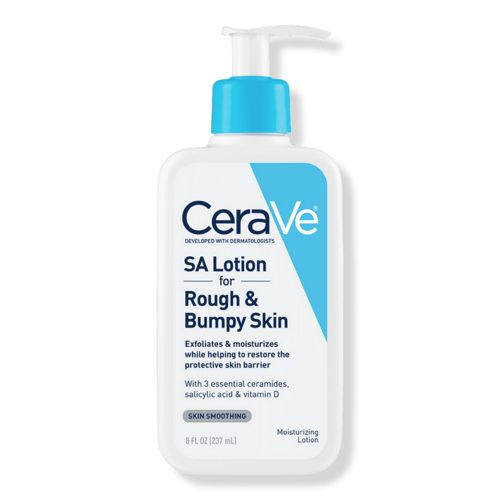 CeraVe®
DEVELOPED WITH DERMATOLOGISTS
SA Lotion
for
Rough &
Bumpy Skin
Exfoliates & moisturizes
while helping to restore the
protective skin barrier
With 3 essential ceramides,
salicylic acid & vitamin D
SKIN SMOOTHING
8 FL OZ (237 mL)
Moisturizing
Lotion